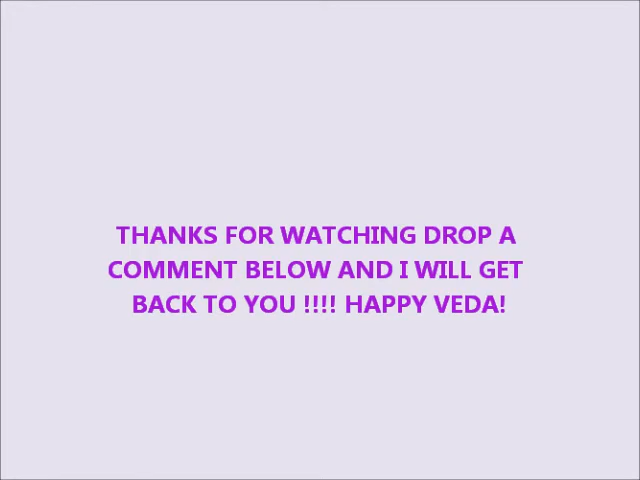 THANKS FOR WATCHING DROP A
COMMENT BELOW AND I WILL GET
BACK TO YOU !!!! HAPPY VEDA!